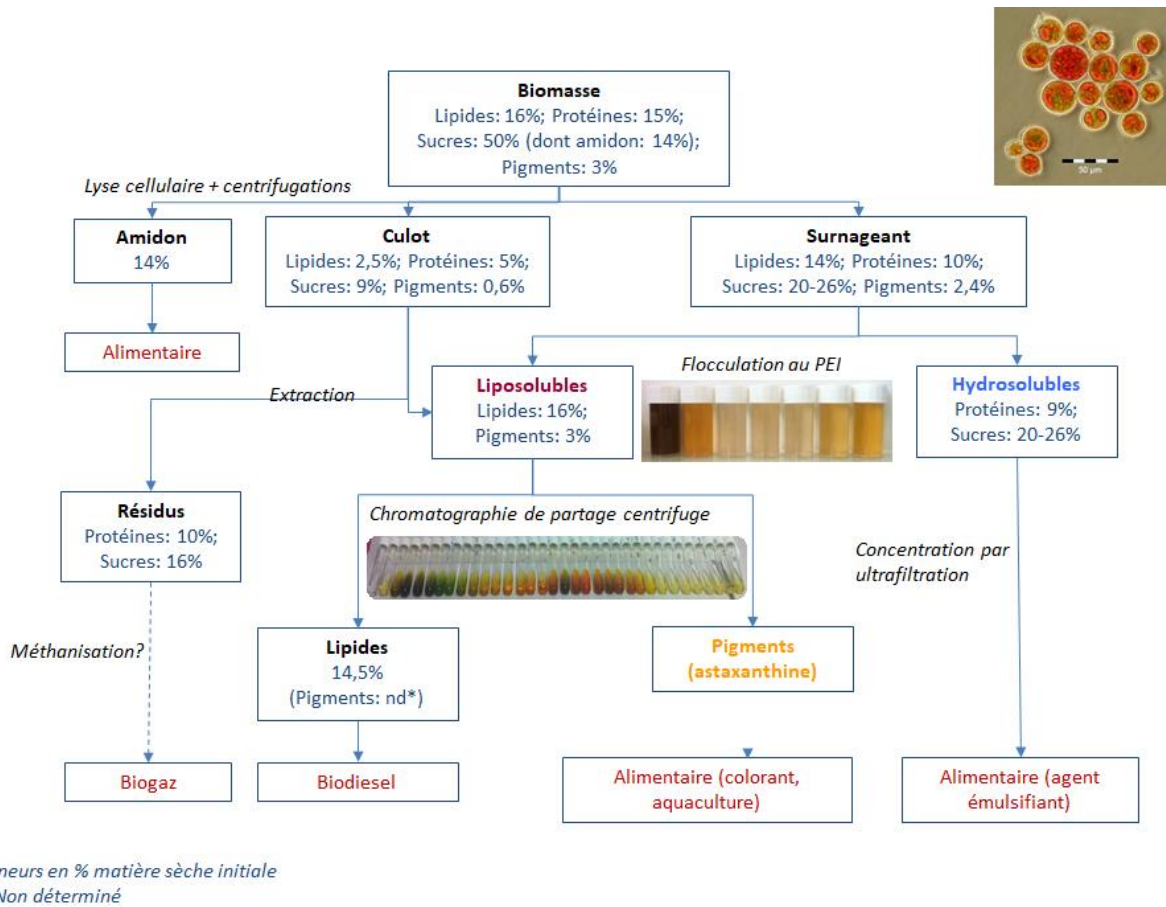 Biomasse
Lipides: 16%; Protéines: 15%;
Sucres: 50% (dont amidon: 14%);
Pigments: 3%
50 µm
Lyse cellulaire + centrifugations
Amidon
14%
Culot
Lipides: 2,5%; Protéines: 5%;
Sucres: 9%; Pigments: 0,6%
Surnageant
Lipides: 14%; Protéines: 10%;
Sucres: 20-26%; Pigments: 2,4%
Alimentaire
Extraction
Liposolubles
Lipides: 16%;
Pigments: 3%
Flocculation au PEI
Hydrosolubles
Protéines: 9%;
Sucres: 20-26%
Résidus
Protéines: 10%;
Sucres: 16%
Chromatographie de partage centrifuge
Concentration par
ultrafiltration
Méthanisation?
Lipides
14,5%
(Pigments: nd*)
Pigments
(astaxanthine)
Biogaz
Biodiesel
Alimentaire (colorant,
aquaculture)
Alimentaire (agent
émulsifiant)
neurs en % matière sèche initiale
Non déterminé